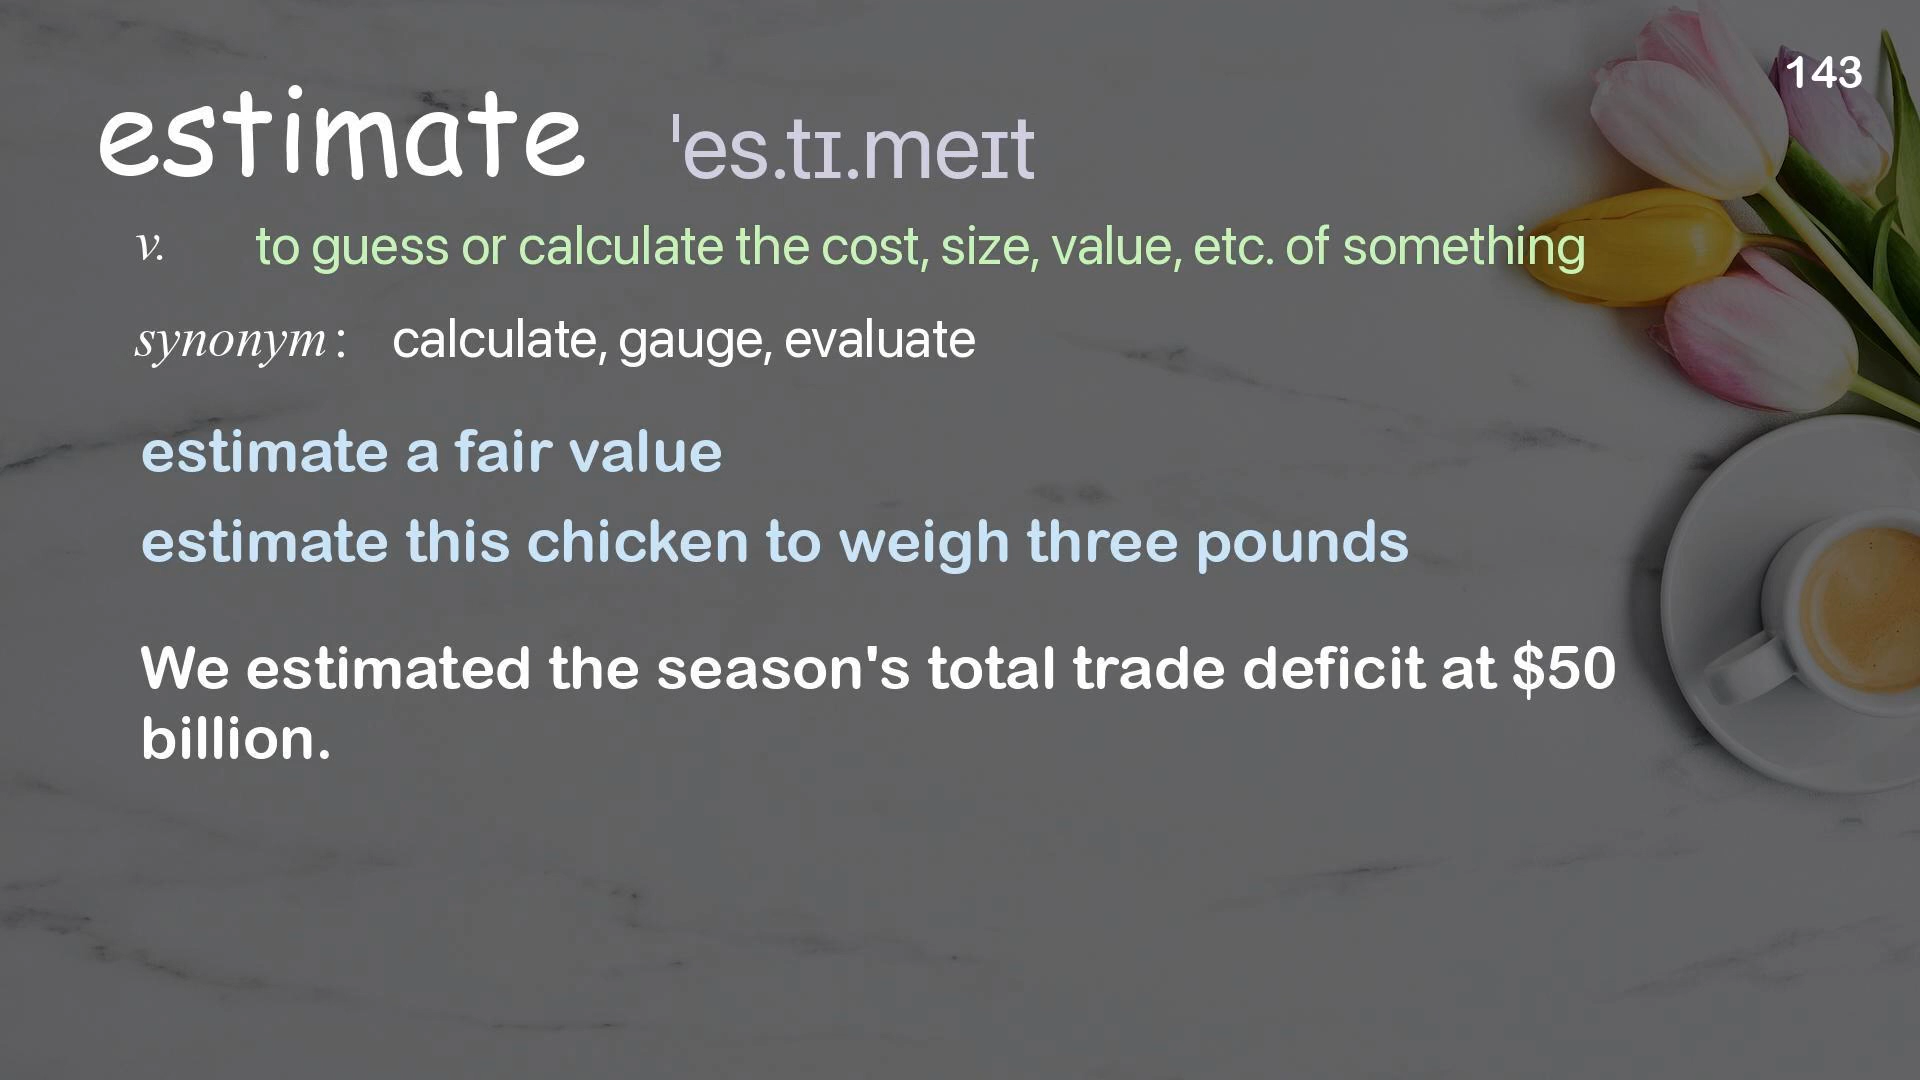 143
estimate ˈes.tɪ.meɪt
v. to guess or calculate the cost, size, value, etc. of something
synonym: calculate, gauge, evaluate
estimate a fair value
estimate this chicken to weigh three pounds
We estimated the season's total trade deficit at $50
billion.